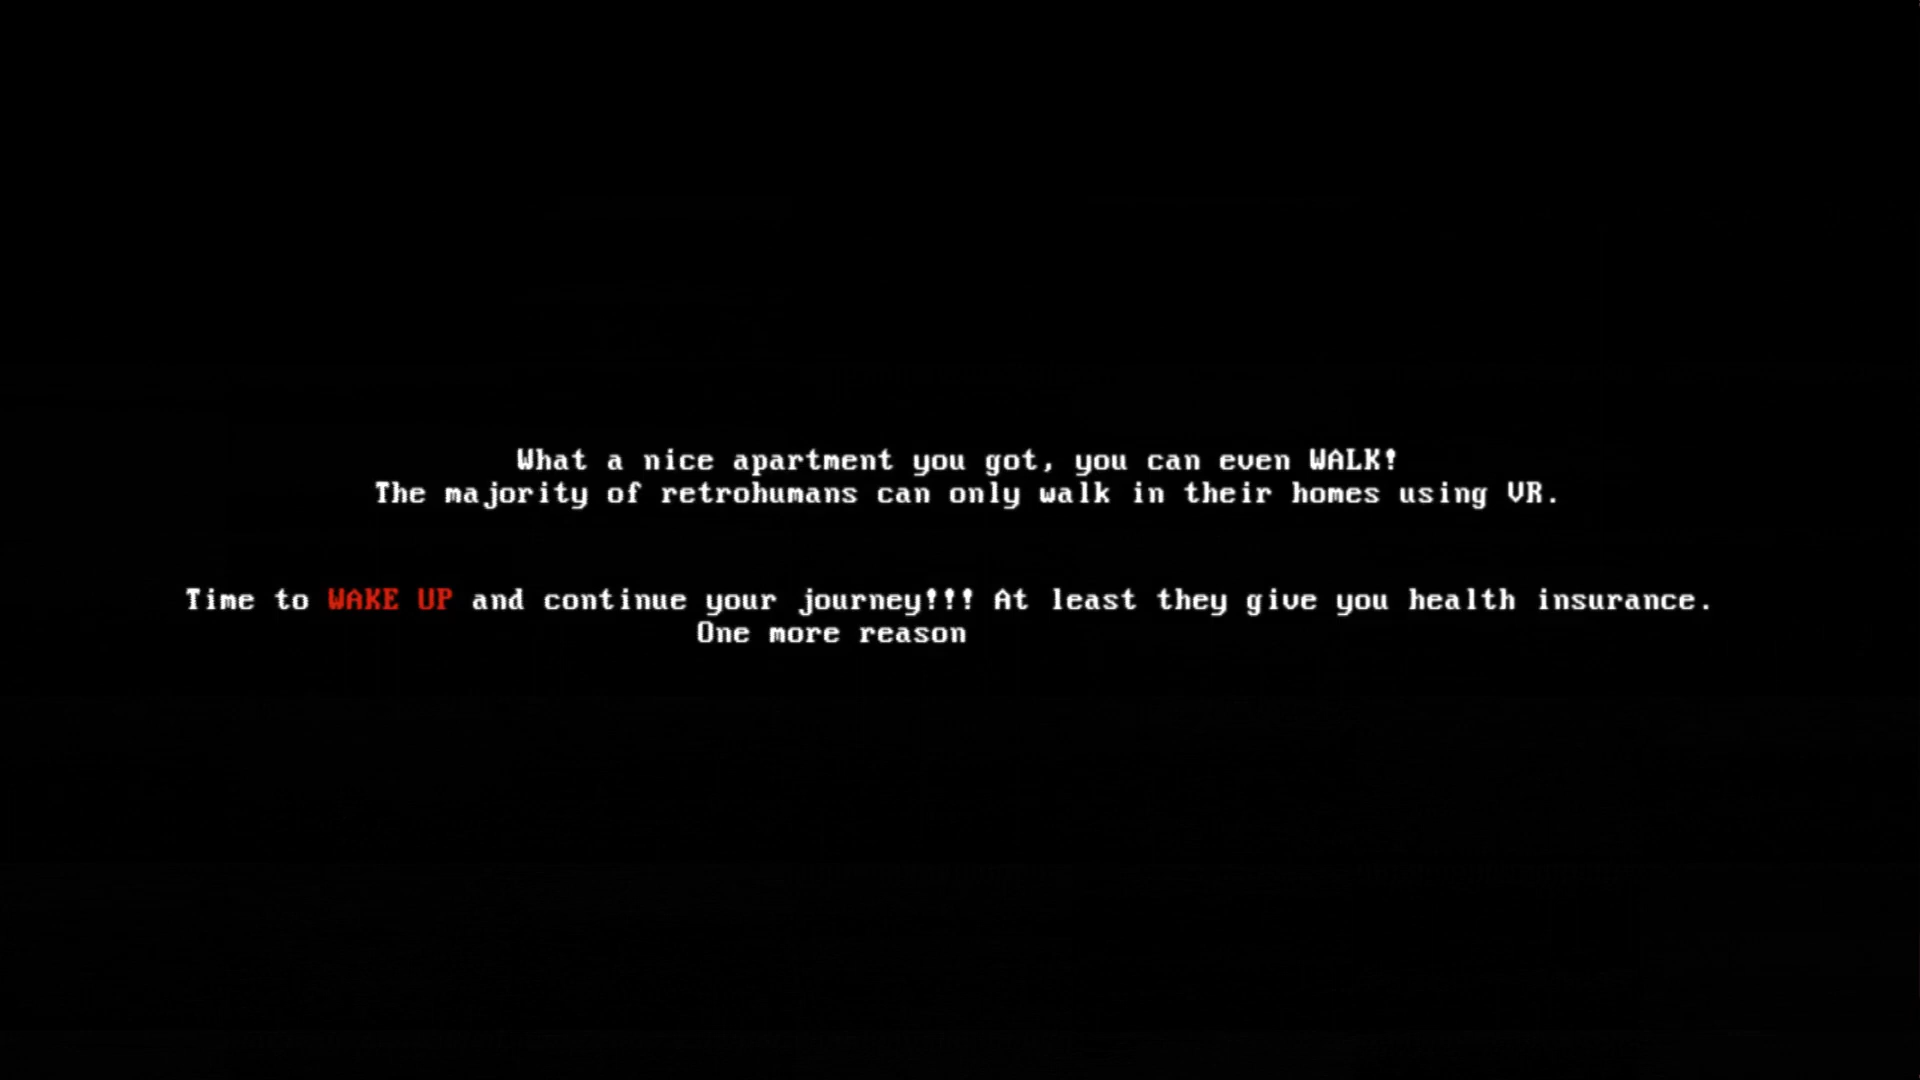 What a nice apartment you got, you can even WALK!
The majority of retrohumans can only walk in their homes using VR.
Time to WAKE UP and continue your journey!!! At least they give you health insurance.
One more reason